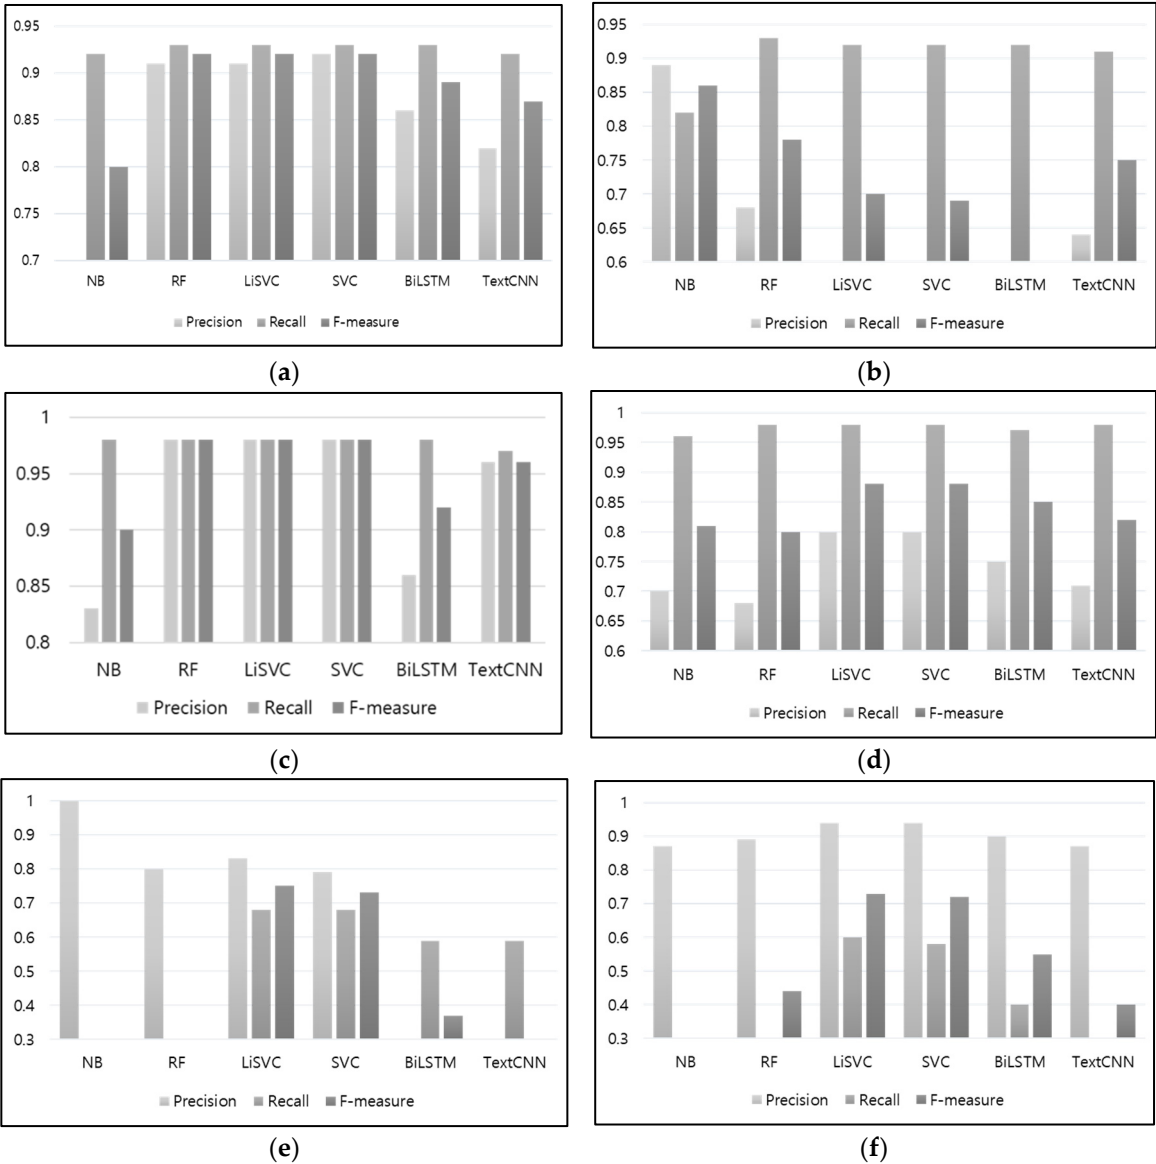 0.95
0.9
0.85
0.8
0.75
0.7
NB RF LiSVC SVC BiLSTM TextCNN
Precision Recall F-measure
(a)
0.95
0.9
0.85
0.8
0.75
0.7
0.65
0.6
NB RF LiSVC SVC BiLSTM TextCNN
Precision Recall F-measure
(b)
1
0.95
0.9
0.85
0.8
NB RF LiSVC SVC BiLSTM TextCNN
Precision Recall F-measure
(c)
1
0.95
0.9
0.85
0.8
0.75
0.7
0.65
0.6
NB RF LiSVC SVC BiLSTM TextCNN
Precision Recall F-measure
(d)
1
0.9
0.8
0.7
0.6
0.5
0.4
0.3
NB RF LiSVC SVC BiLSTM TextCNN
Precision Recall F-measure
(e)
1
0.9
0.8
0.7
0.6
0.5
0.4
0.3
NB RF LiSVC SVC BiLSTM TextCNN
Precision Recall F-measure
(f)